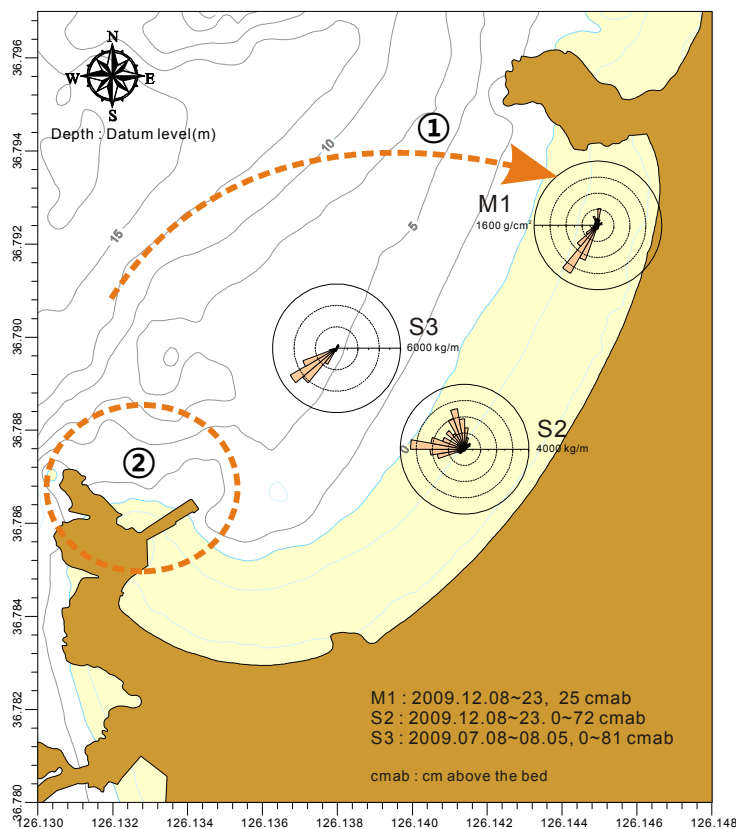 N
W E
S
Depth : Datum level(m)
①
10
15
5
M1
1600 g/cm²
S3
6000 kg/m
S2
4000 kg/m
0
②
M1 : 2009.12.08~23, 25 cmab
S2 : 2009.12.08~23. 0~72 cmab
S3 : 2009.07.08~08.05, 0~81 cmab
cmab : cm above the bed
36.796
36.794
36.792
36.790
36.788
36.786
36.784
36.782
36.780
126.130 126.132 126.134 126.136 126.138 126.140 126.142 126.144 126.146 126.148